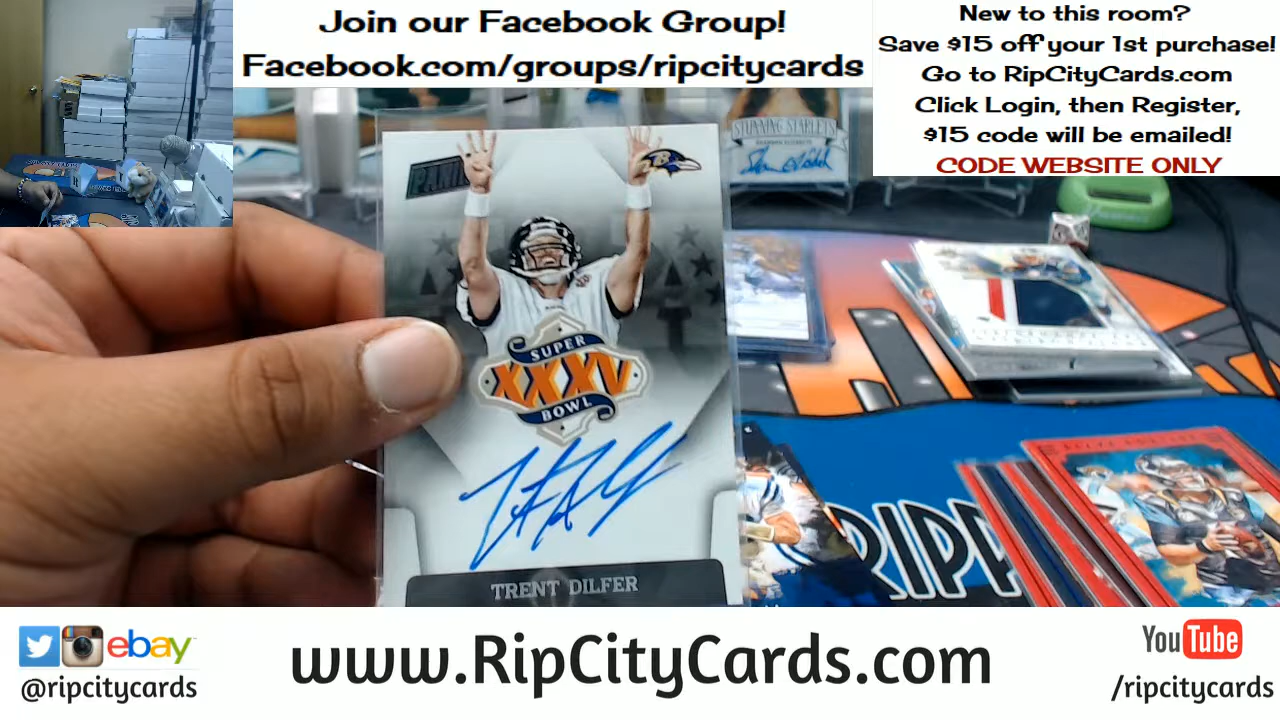 Join our Facebook Group!
Facebook.com/groups/ripcitycards
New to this room?
Save $15 off your 1st purchase!
Go to RipCityCards.com
Click Login, then Register,
$15 code will be emailed!
CODE WEBSITE ONLY
STUNNING STARLETS
SUPER
XXXV
BOWL
TRENT DILFER
RIPP
ebay
@ripcitycards
www.RipCityCards.com
YouTube
/ripcitycards